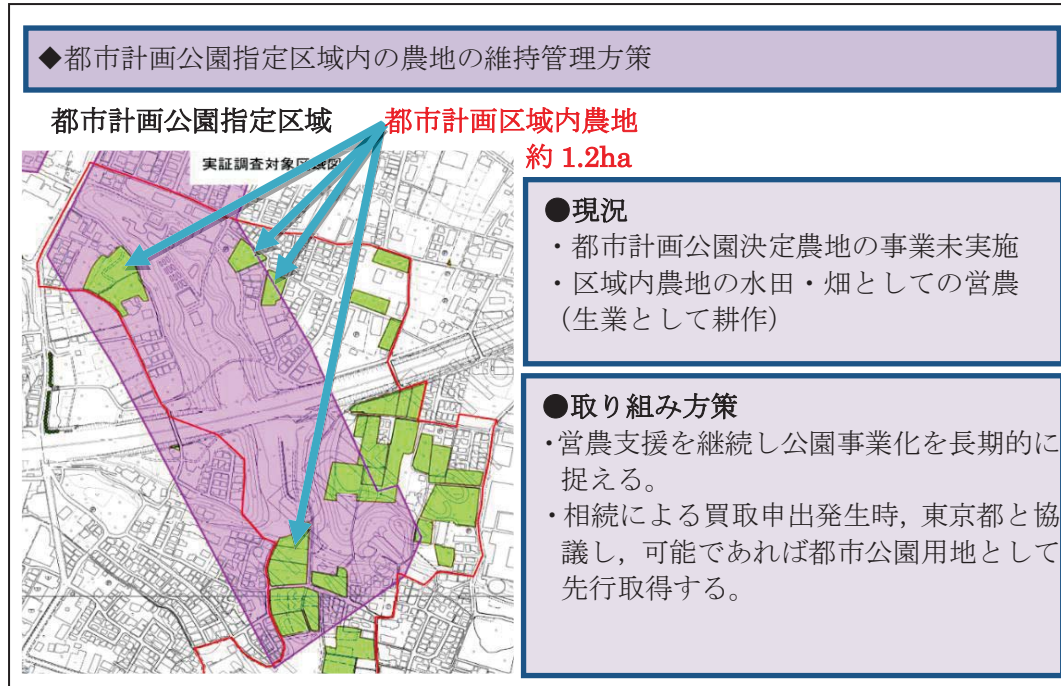 ◆都市計画公園指定区域内の農地の維持管理方策
都市計画公園指定区域
都市計画区域内農地
約 1.2ha
実証調査対象区域図
●現況
・都市計画公園決定農地の事業未実施
・区域内農地の水田・畑としての営農
(生業として耕作)
●取り組み方策
・営農支援を継続し公園事業化を長期的に
捉える。
・相続による買取申出発生時，東京都と協
議し，可能であれば都市公園用地として
先行取得する。